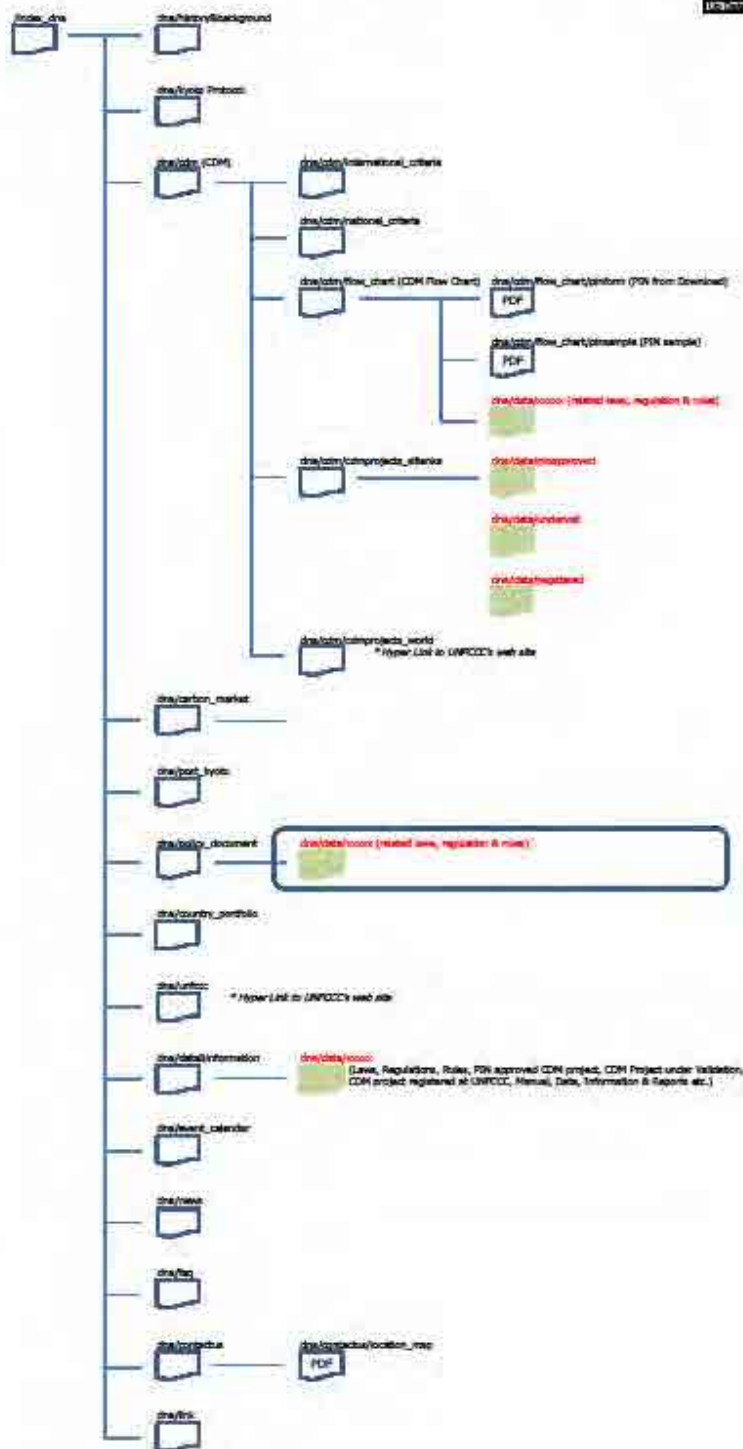 /index_dna
dna/history&background
dna/kyoto Protocol
dna/cdm (CDM)
dna/cdm/international_criteria
dna/cdm/national_criteria
dna/cdm/flow_chart (CDM Flow Chart)
dna/cdm/flow_chart/pinform (PIN from Download)
PDF
dna/cdm/flow_chart/pinsample (PIN sample)
PDF
dna/data/xxxxx (related laws, regulation & rules)
dna/cdm/cdmprojects_srilanka
dna/data/pinapproved
dna/data/underval
dna/data/registered
dna/cdm/cdmprojects_world
* Hyper Link to UNFCCC's web site
dna/carbon_market
dna/post_kyoto
dna/policy_document
dna/data/xxxxx (related laws, regulation & rules)
dna/country_portfolio
dna/unfccc
* Hyper Link to UNFCCC's web site
dna/detailinformation
dna/data/xxxxx
(Laws, Regulations, Rules, PIN approved CDM project, CDM Project under Validation,
CDM project registered at UNFCCC, Manual, Data, Information & Reports etc.)
dna/event_calendar
dna/news
dna/faq
dna/contactus
dna/contactus/location_map
PDF
dna/link